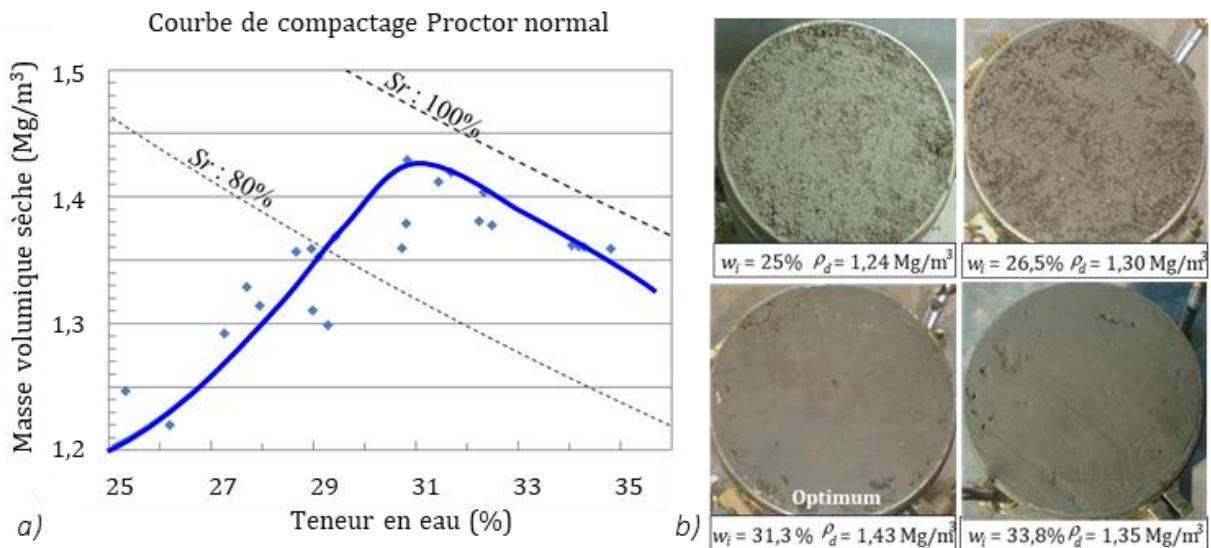 Courbe de compactage Proctor normal
Masse volumique sèche (Mg/m³)
1,5
1,4
1,3
1,2
Sr : 100%
Sr : 80%
25 27 29 31 33 35
Teneur en eau (%)
a)
b)
wᵢ = 25% ρd = 1,24 Mg/m³
wᵢ = 26,5% ρd = 1,30 Mg/m³
Optimum
wᵢ = 31,3 % ρd = 1,43 Mg/m³
wᵢ = 33,8% ρd = 1,35 Mg/m³